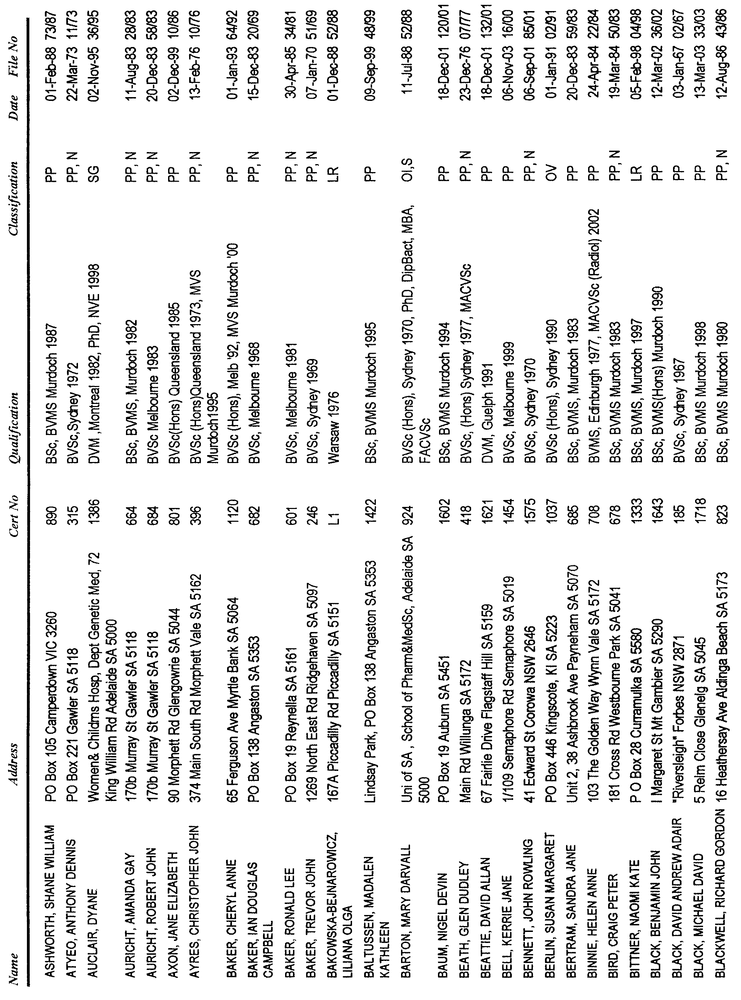 Name Address Cert No Qualification Classification Date File No
ASHWORTH, SHANE WILLIAM PO Box 105 Camperdown VIC 3260 890 BSc, BVMS Murdoch 1987 PP 01-Feb-88 73/87
ATYEO, ANTHONY DENNIS PO Box 221 Gawler SA 5118 315 BVSc,Sydney 1972 PP, N 22-Mar-73 11/73
AUCLAIR, DYANE Women& Childrns Hosp, Dept Genetic Med, 72 1386 DVM ,Montreal 1982, PhD, NVE 1998 SG 02-Nov-95 36/95
King William Rd Adelaide SA 5000
AURICHT, AMANDA GAY 170b Murray St Gawler SA 5118 664 BSc, BVMS, Murdoch 1982 PP, N 11-Aug-83 28/83
AURICHT, ROBERT JOHN 170b Murray St Gawler SA 5118 684 BVSc Melbourne 1983 PP, N 20-Dec-83 58/83
AXON, JANE ELIZABETH 90 Morphett Rd Glengowrie SA 5044 801 BVSc(Hons) Queensland 1985 PP 02-Dec-99 10/86
AYRES, CHRISTOPHER JOHN 374 Main South Rd Morphett Vale SA 5162 396 BVSc (Hons)Queensland 1973, MVS PP, N 13-Feb-76 10/76
Murdoch1995
BAKER, CHERYL ANNE 65 Ferguson Ave Myrtle Bank SA 5064 1120 BVSc (Hons), Melb '92, MVS Murdoch '00 PP 01-Jan-93 64/92
BAKER, IAN DOUGLAS PO Box 138 Angaston SA 5353 682 BVSc, Melbourne 1968 PP, N 15-Dec-83 20/69
CAMPBELL
BAKER, RONALD LEE PO Box 19 Reynella SA 5161 601 BVSc, Melbourne 1981 PP, N 30-Apr-85 34/81
BAKER, TREVOR JOHN 1269 North East Rd Ridgehaven SA 5097 246 BVSc, Sydney 1969 PP, N 07-Jan-70 51/69
BAKOWSKA-BEJNAROWICZ, 167A Piccadilly Rd Piccadilly SA 5151 L1 Warsaw 1976 LR 01-Dec-88 52/88
LILIANA OLGA
BALTUSSEN, MADALEN Lindsay Park, PO Box 138 Angaston SA 5353 1422 BSc, BVMS Murdoch 1995 PP 09-Sep-99 48/99
KATHLEEN
BARTON, MARY DARVALL Uni of SA , School of Pharm&MedSc, Adelaide SA 924 BVSc (Hons), Sydney 1970, PhD, DipBact, MBA, OI,S 11-Jul-88 52/88
5000 FACVSc
BAUM, NIGEL DEVIN PO Box 19 Auburn SA 5451 1602 BSc, BVMS Murdoch 1994 PP 18-Dec-01 120/01
BEATH, GLEN DUDLEY Main Rd Willunga SA 5172 418 BVSc, (Hons) Sydney 1977, MACVSc PP, N 23-Dec-76 07/77
BEATTIE, DAVID ALLAN 67 Fairlie Drive Flagstaff Hill SA 5159 1621 DVM, Guelph 1991 PP 18-Dec-01 132/01
BELL, KERRIE JANE 1/109 Semaphore Rd Semaphore SA 5019 1454 BVSc, Melbourne 1999 PP 06-Nov-03 16/00
BENNETT, JOHN ROWLING 41 Edward St Corowa NSW 2646 1575 BVSc, Sydney 1970 PP, N 06-Sep-01 85/01
BERLIN, SUSAN MARGARET PO Box 446 Kingscote, KI SA 5223 1037 BVSc (Hons), Sydney 1990 OV 01-Jan-91 02/91
BERTRAM, SANDRA JANE Unit 2, 38 Ashbrook Ave Payneham SA 5070 685 BSc, BVMS, Murdoch 1983 PP 20-Dec-83 59/83
BINNIE, HELEN ANNE 103 The Golden Way Wynn Vale SA 5172 708 BVMS, Edinburgh 1977, MACVSc (Radiol) 2002 PP 24-Apr-84 22/84
BIRD, CRAIG PETER 181 Cross Rd Westbourne Park SA 5041 678 BSc, BVMS Murdoch 1983 PP, N 19-Mar-84 50/83
BITTNER, NAOMI KATE P O Box 28 Curramulka SA 5580 1333 BSc, BVMS, Murdoch 1997 LR 05-Feb-98 04/98
BLACK, BENJAMIN JOHN I Margaret St Mt Gambier SA 5290 1643 BSc, BVMS(Hons) Murdoch 1990 PP 12-Mar-02 36/02
BLACK, DAVID ANDREW ADAIR "Riversleigh" Forbes NSW 2871 185 BVSc, Sydney 1967 PP 03-Jan-67 02/67
BLACK, MICHAEL DAVID 5 Relm Close Glenelg SA 5045 1718 BSc, BVMS Murdoch 1998 PP 13-Mar-03 33/03
BLACKWELL, RICHARD GORDON 16 Heathersay Ave Aldinga Beach SA 5173 823 BSc, BVMS Murdoch 1980 PP, N 12-Aug-86 43/86